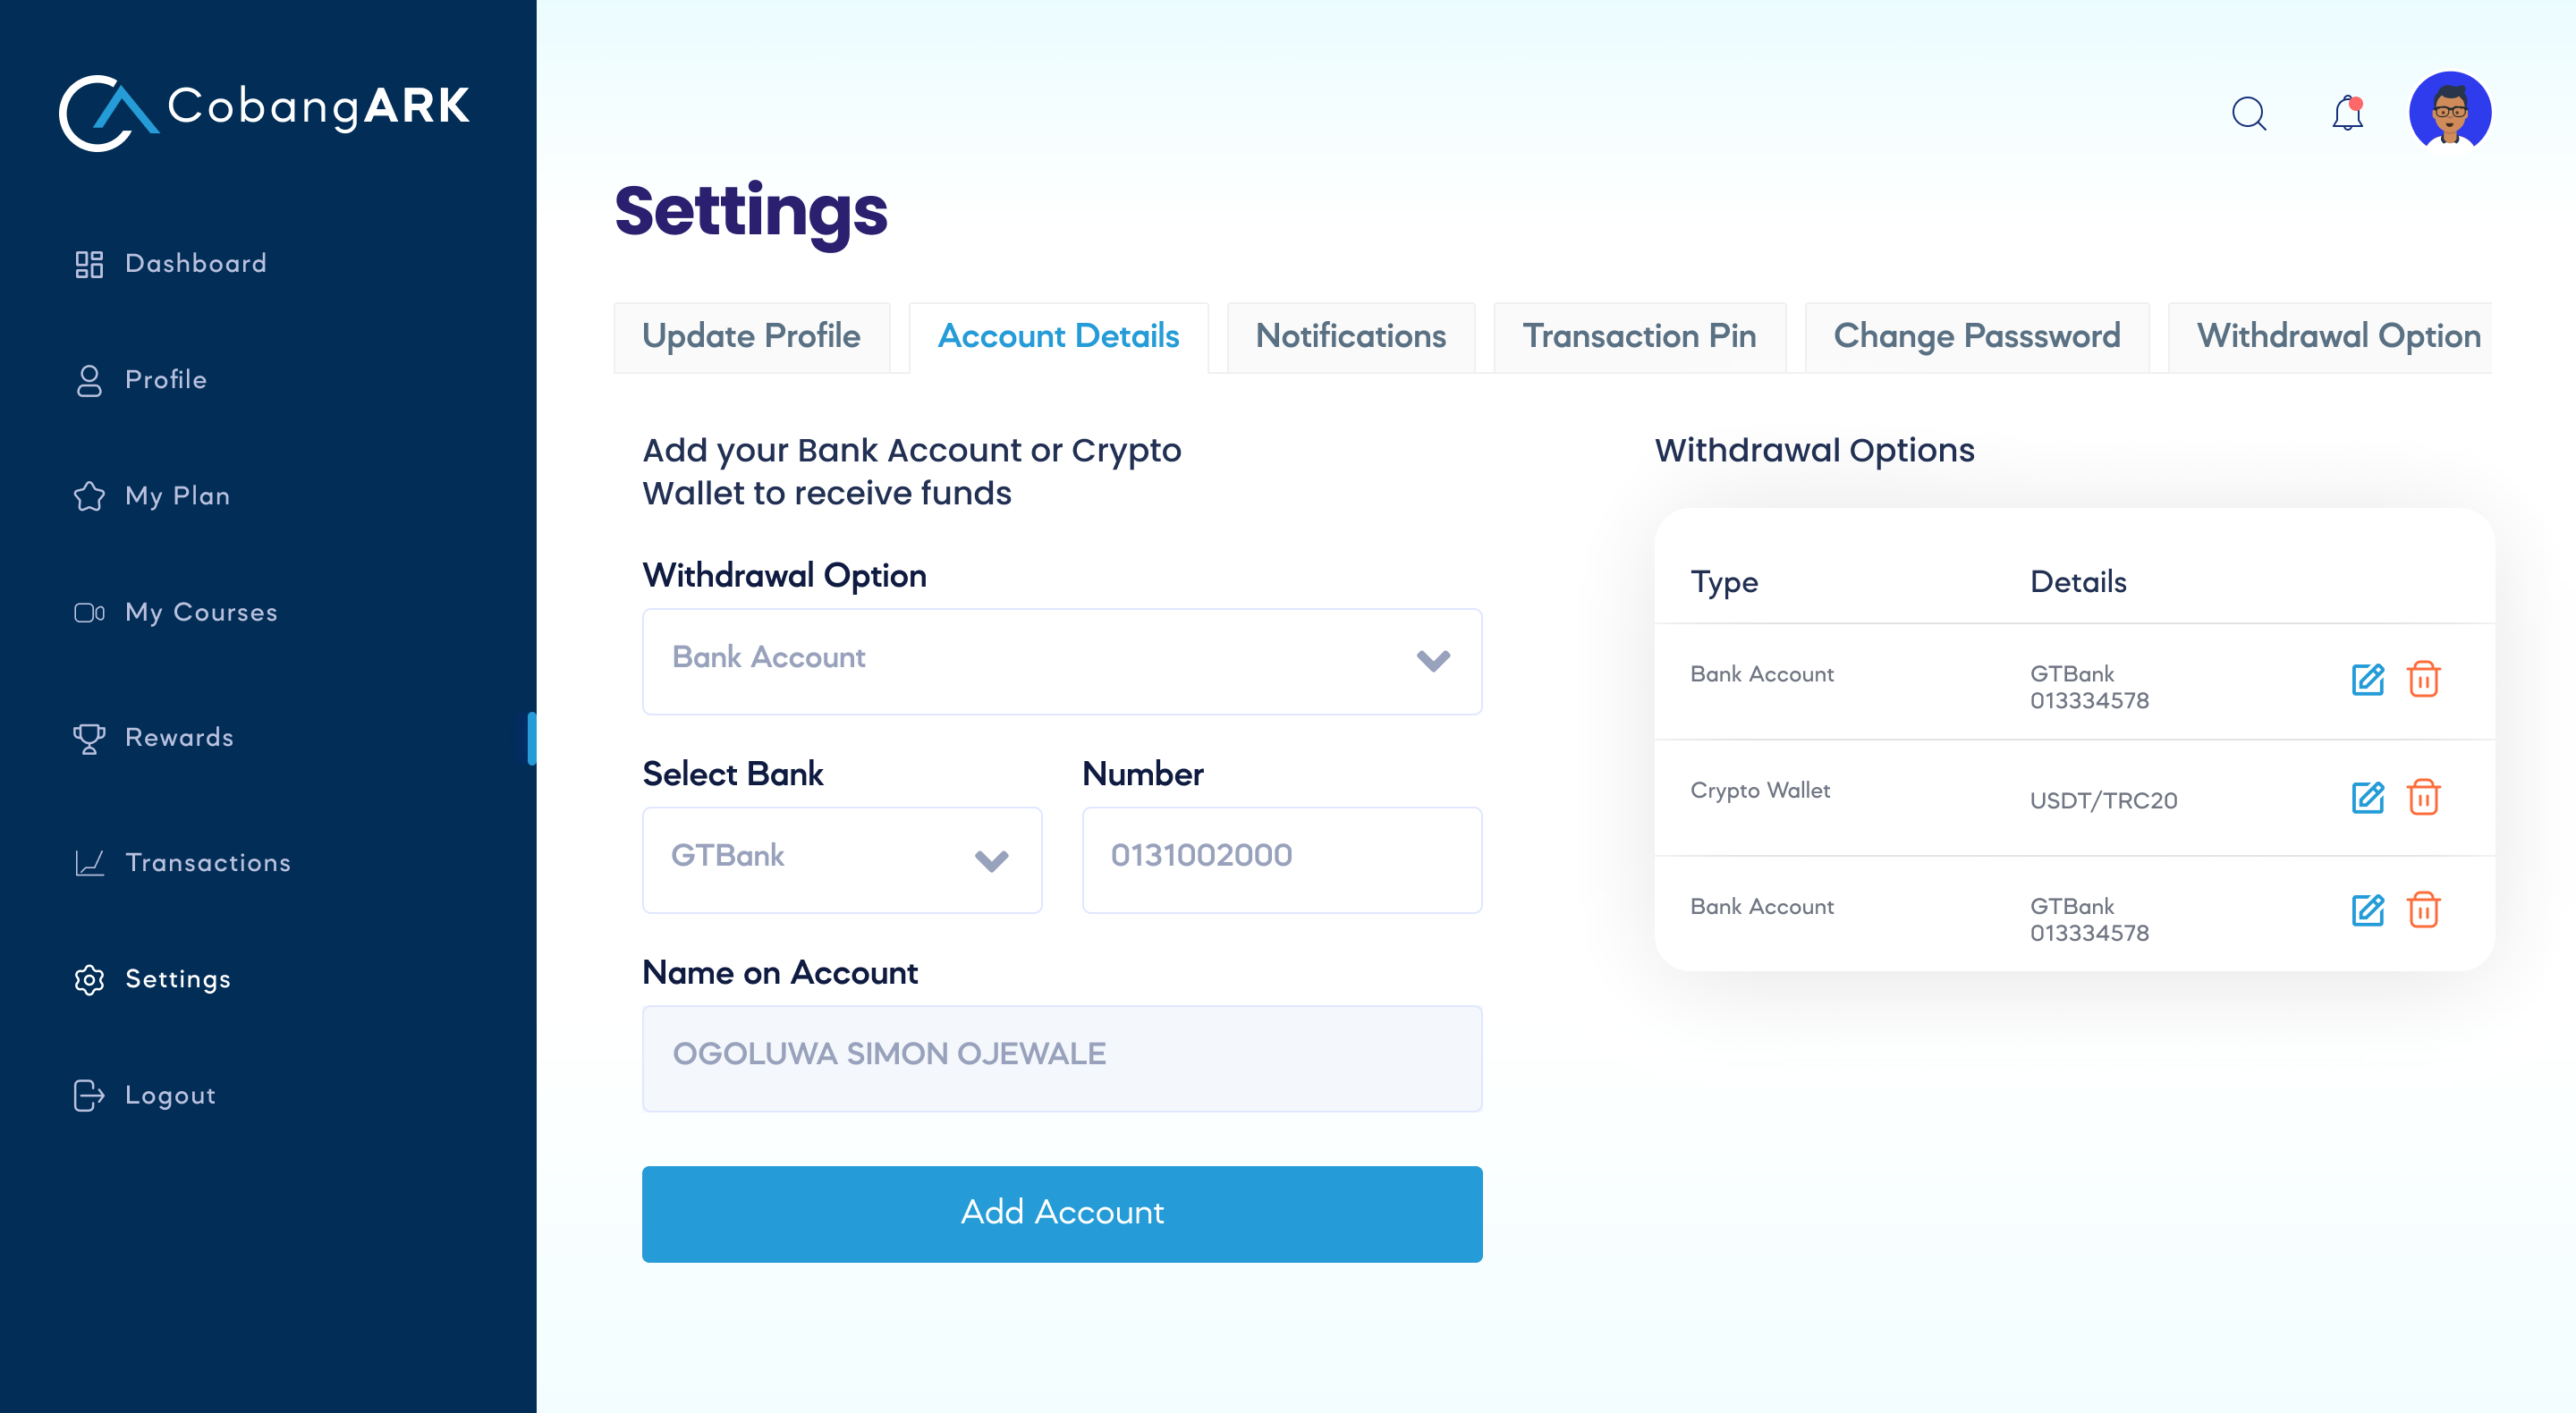 CobangARK
Dashboard
Profile
My Plan
My Courses
Rewards
Transactions
Settings
Logout
Settings
Update Profile
Account Details
Notifications
Transaction Pin
Change Passsword
Withdrawal Option
Add your Bank Account or Crypto
Wallet to receive funds
Withdrawal Option
Bank Account
Select Bank
Number
GTBank
0131002000
Name on Account
OGOLUWA SIMON OJEWALE
Add Account
Withdrawal Options
Type
Details
Bank Account
GTBank
013334578
Crypto Wallet
USDT/TRC20
Bank Account
GTBank
013334578